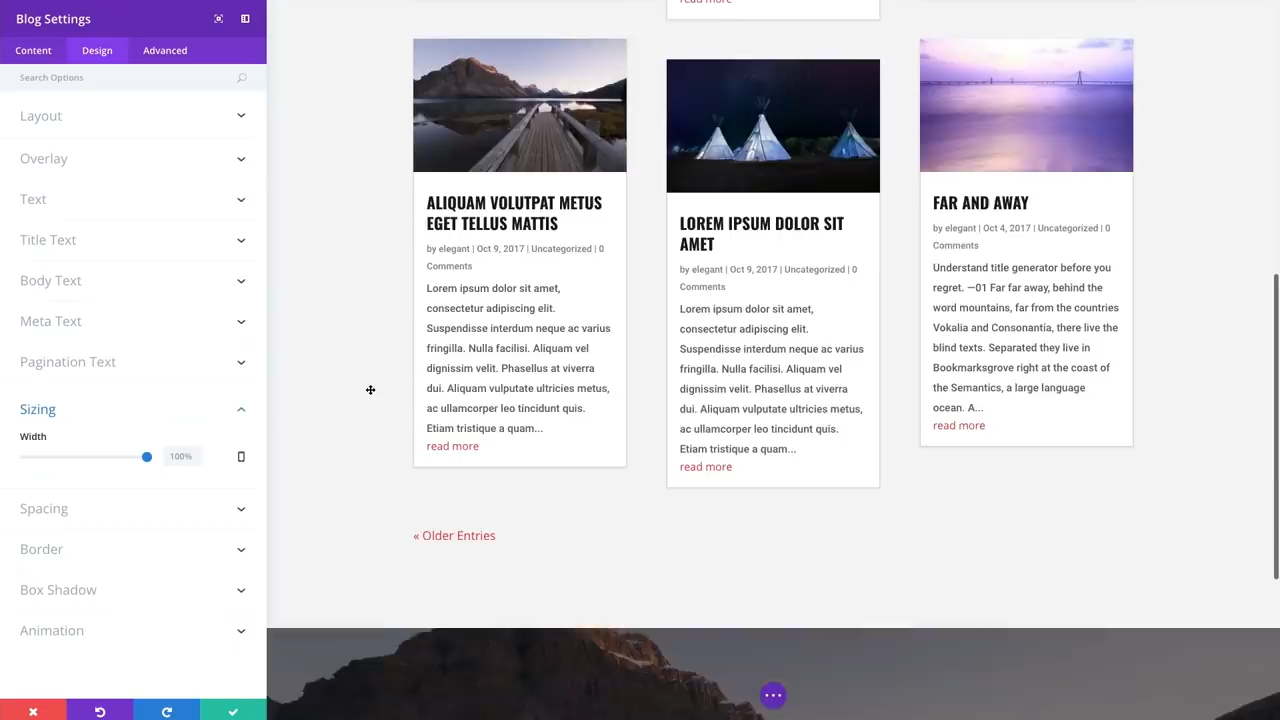 Blog Settings
Content
Design
Advanced
Search Options
Layout
Overlay
Text
Title Text
Body Text
Meta Text
Pagination Text
Sizing
Width
100%
Spacing
Border
Box Shadow
Animation
read more
ALIQUAM VOLUTPAT METUS
EGET TELLUS MATTIS
by elegant | Oct 9, 2017 | Uncategorized | 0
Comments
Lorem ipsum dolor sit amet,
consectetur adipiscing elit.
Suspendisse interdum neque ac varius
fringilla. Nulla facilisi. Aliquam vel
dignissim velit. Phasellus at viverra
dui. Aliquam vulputate ultricies metus,
ac ullamcorper leo tincidunt quis.
Etiam tristique a quam...
read more
LOREM IPSUM DOLOR SIT
AMET
by elegant | Oct 9, 2017 | Uncategorized | 0
Comments
Lorem ipsum dolor sit amet,
consectetur adipiscing elit.
Suspendisse interdum neque ac varius
fringilla. Nulla facilisi. Aliquam vel
dignissim velit. Phasellus at viverra
dui. Aliquam vulputate ultricies metus,
ac ullamcorper leo tincidunt quis.
Etiam tristique a quam...
read more
FAR AND AWAY
by elegant | Oct 4, 2017 | Uncategorized | 0
Comments
Understand title generator before you
regret. —01 Far far away, behind the
word mountains, far from the countries
Vokalia and Consonantia, there live the
blind texts. Separated they live in
Bookmarksgrove right at the coast of
the Semantics, a large language
ocean. A...
read more
« Older Entries